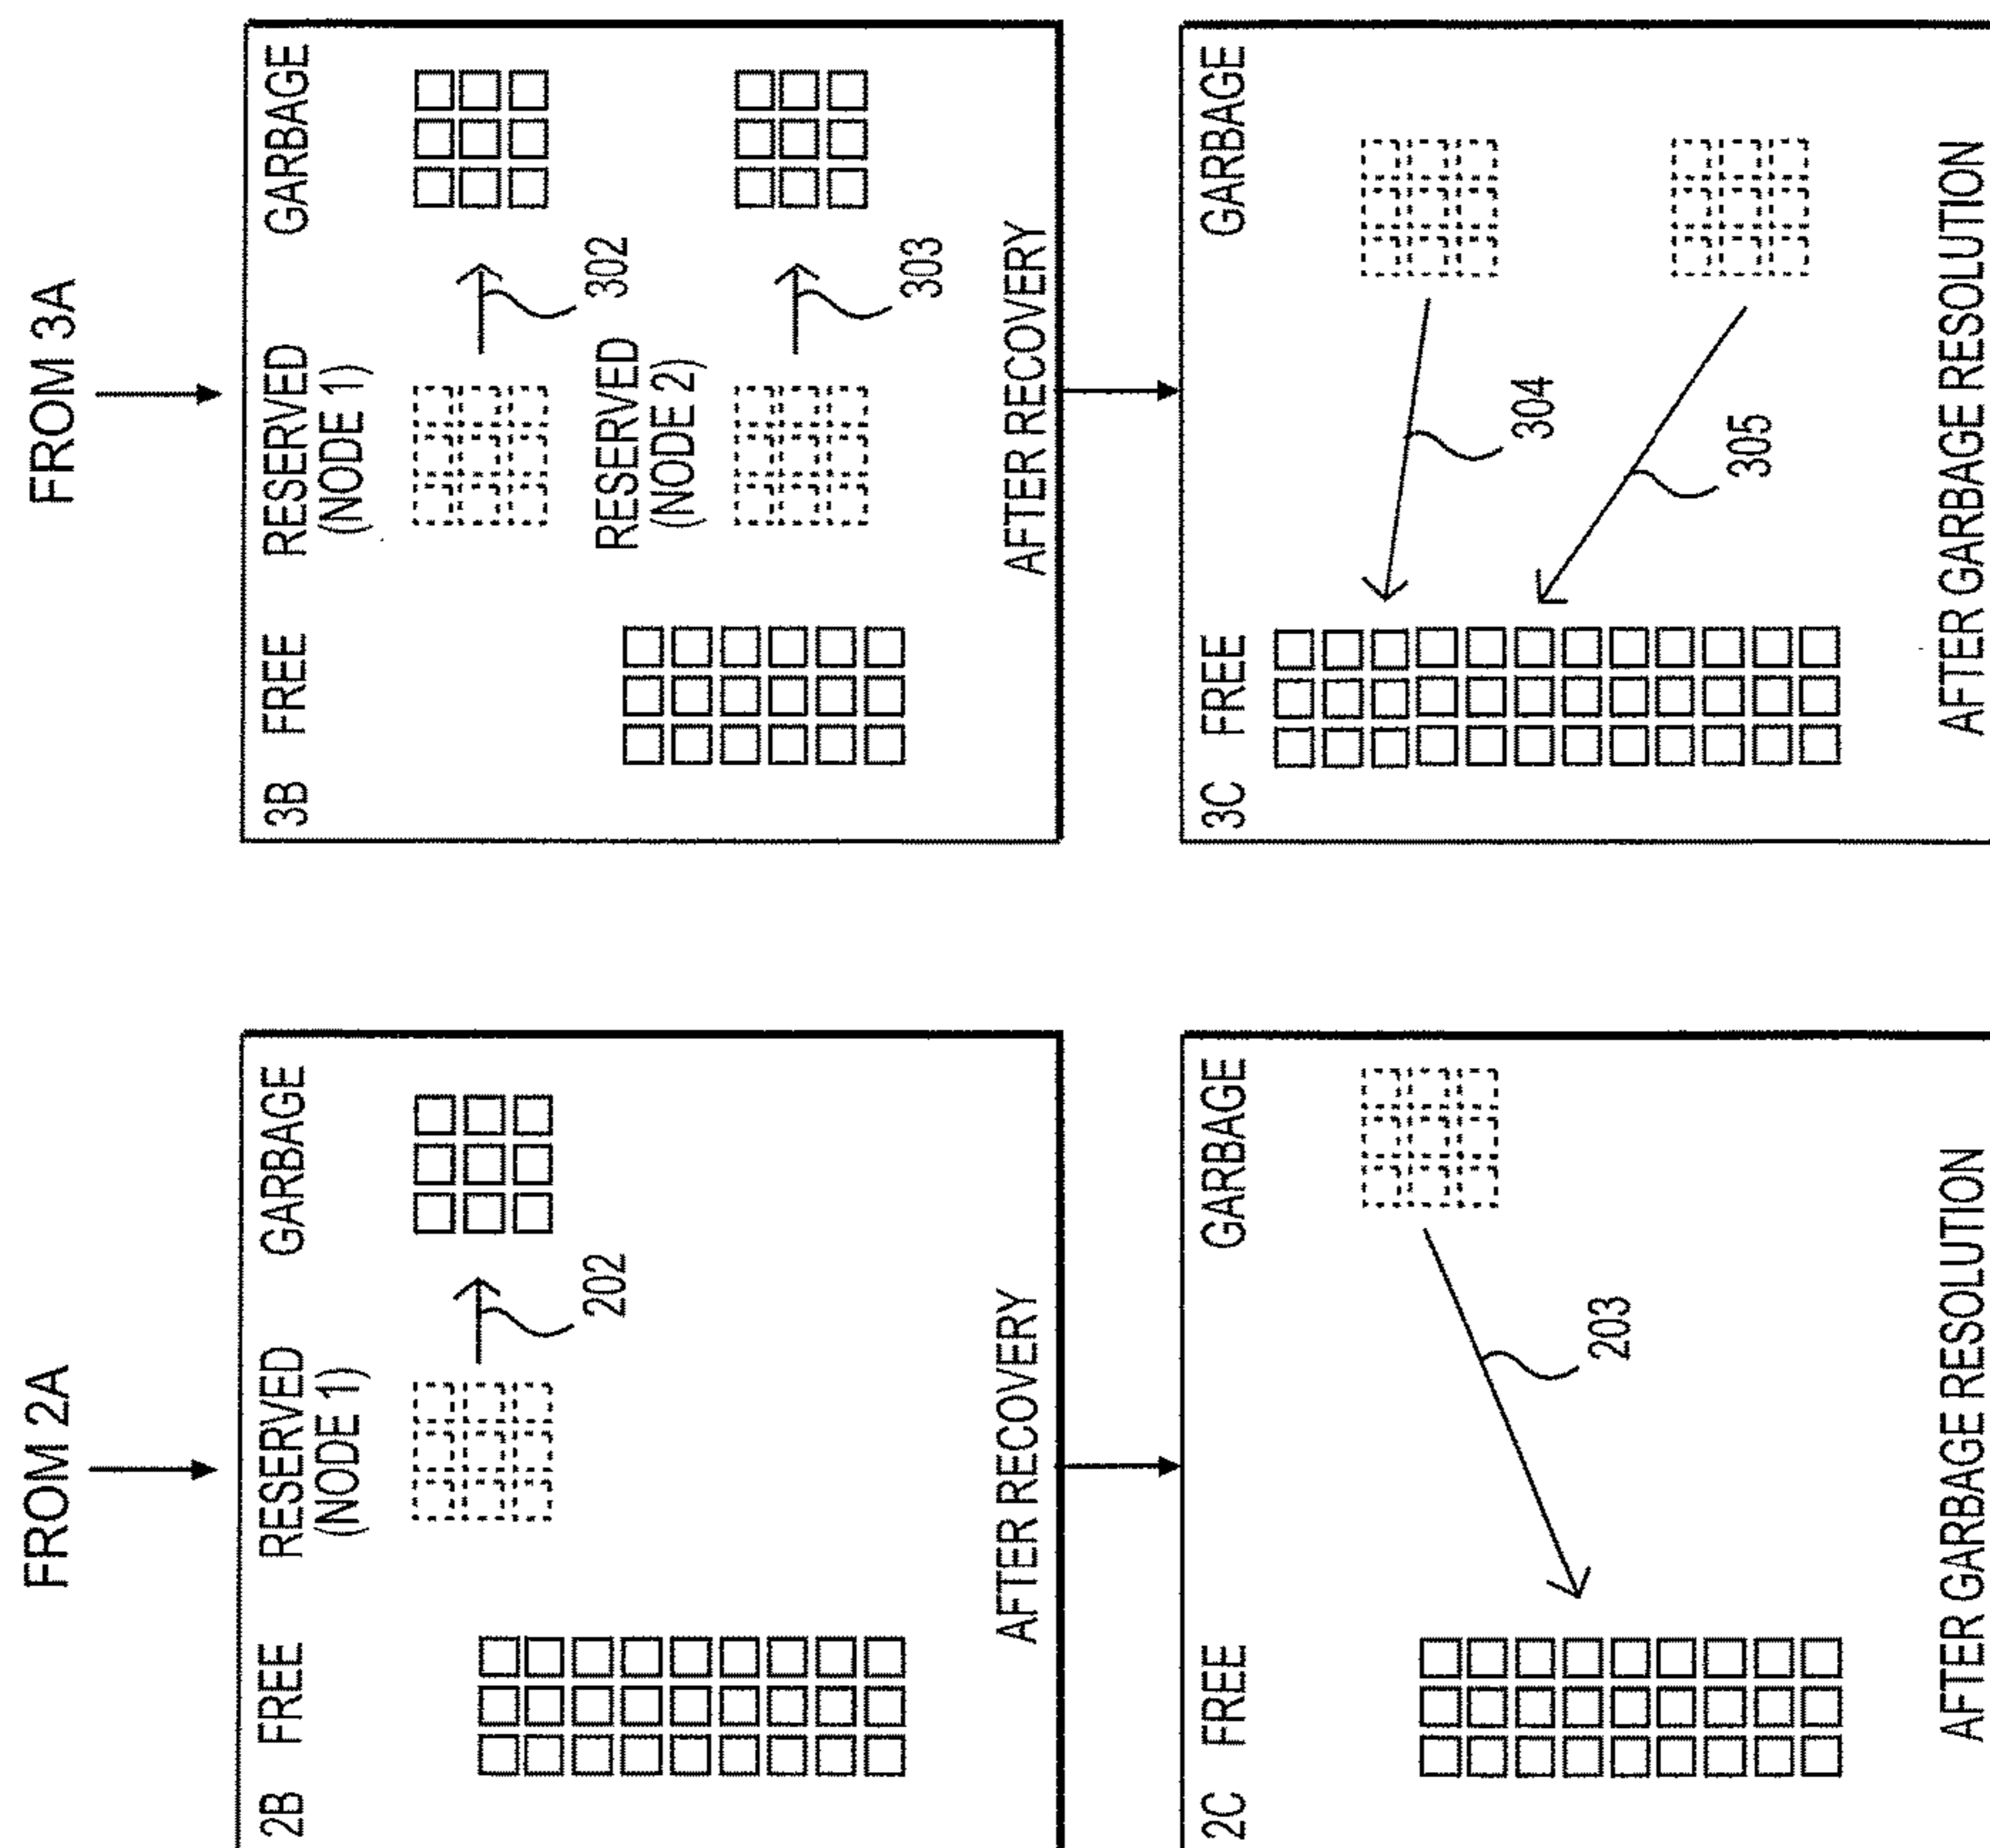 FROM 2A
2B FREE RESERVED GARBAGE
(NODE 1)
202
AFTER RECOVERY
2C FREE GARBAGE
203
AFTER GARBAGE RESOLUTION
FROM 3A
3B FREE RESERVED GARBAGE
(NODE 1)
302
RESERVED
(NODE 2)
303
AFTER RECOVERY
3C FREE GARBAGE
304
305
AFTER GARBAGE RESOLUTION